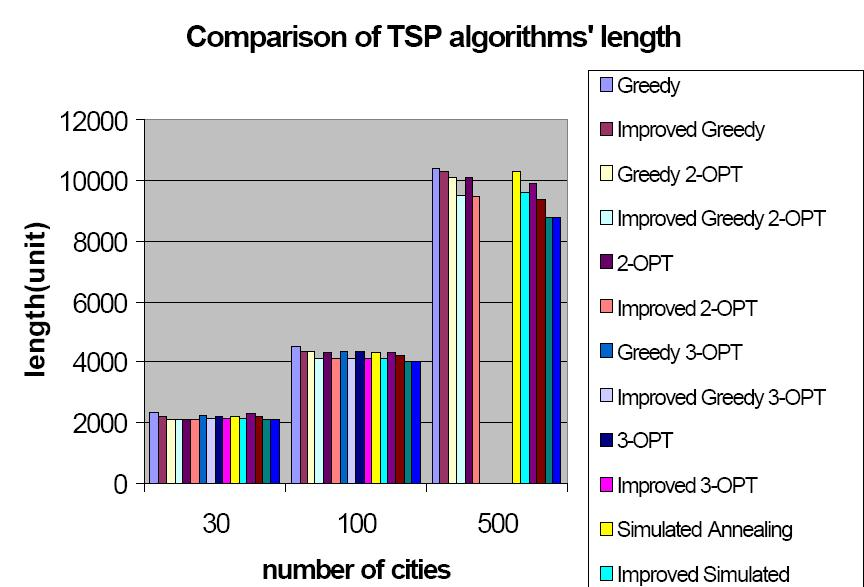 Comparison of TSP algorithms' length
12000
10000
8000
6000
4000
2000
0
length(unit)
30
100
500
number of cities
Greedy
Improved Greedy
Greedy 2-OPT
Improved Greedy 2-OPT
2-OPT
Improved 2-OPT
Greedy 3-OPT
Improved Greedy 3-OPT
3-OPT
Improved 3-OPT
Simulated Annealing
Improved Simulated